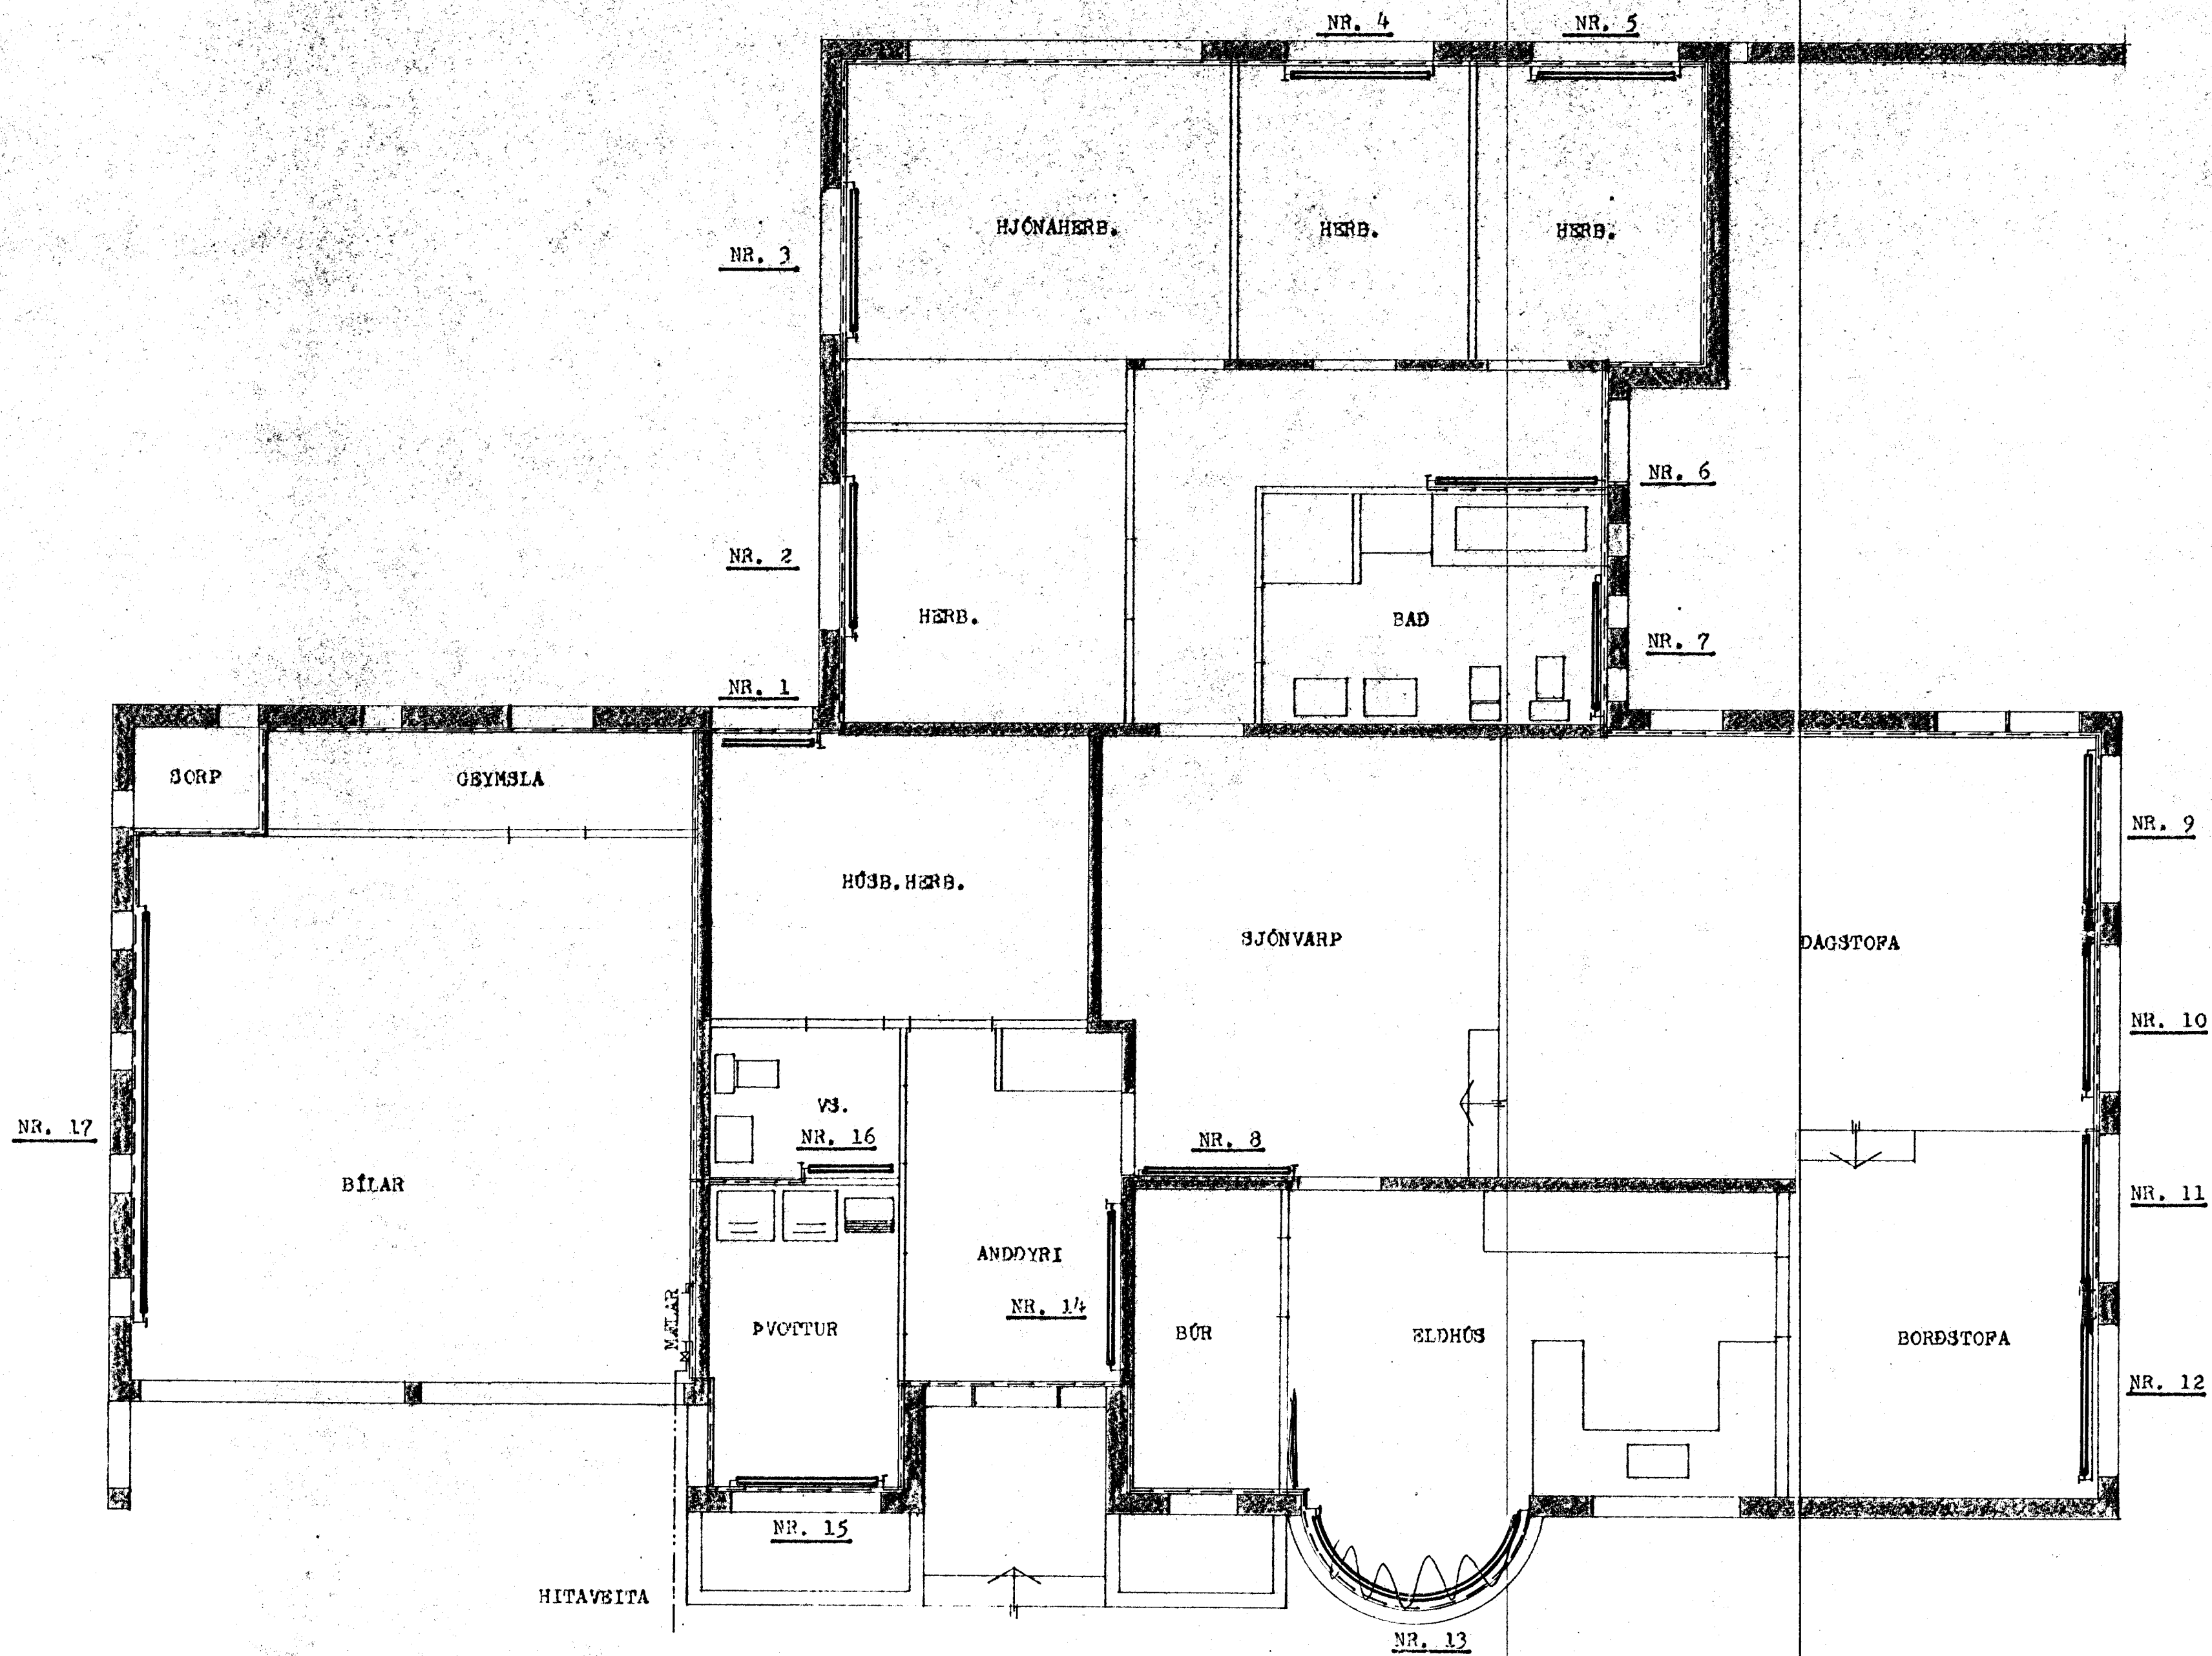 NR. 4
NR. 5
HJÓNAHERB.
HERB.
HERB.
NR. 3
NR. 6
NR. 2
HERB.
BAÐ
NR. 7
NR. 1
SORP
GEYMSLA
NR. 9
HÚSB.HERB.
SJÓNVARP
DAGSTOFA
NR. 10
VS.
NR. 17
NR. 16
NR. 8
BÍLAR
NR. 11
ANDDYRI
NR. 14
MÆLAR
ÞVOTTUR
BÚR
ELDHÚS
BORÐSTOFA
NR. 12
NR. 15
HITAVEITA
NR. 13